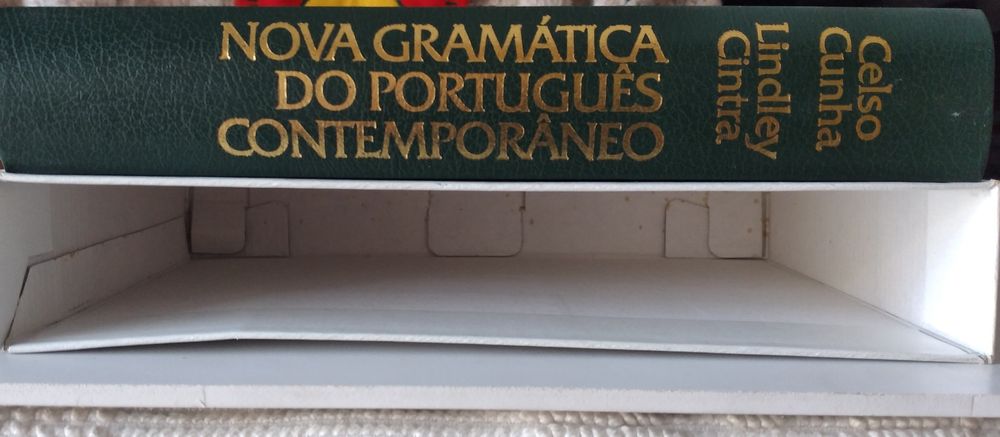 NOVA GRAMÁTICA
DO PORTUGUÊS
CONTEMPORÂNEO
Celso
Cunha
Lindley
Cintra